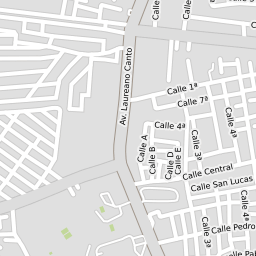 Calle
Calle
Av. Laureano Canto
Calle 1ª
Calle 7ª
Calle 4ª
Calle 4ª
Calle 3ª
Calle A
Calle B
Calle D
Calle E
Calle Central
Calle San Lucas
Calle 4ª
Calle 3ª
Calle Pedro
Calle